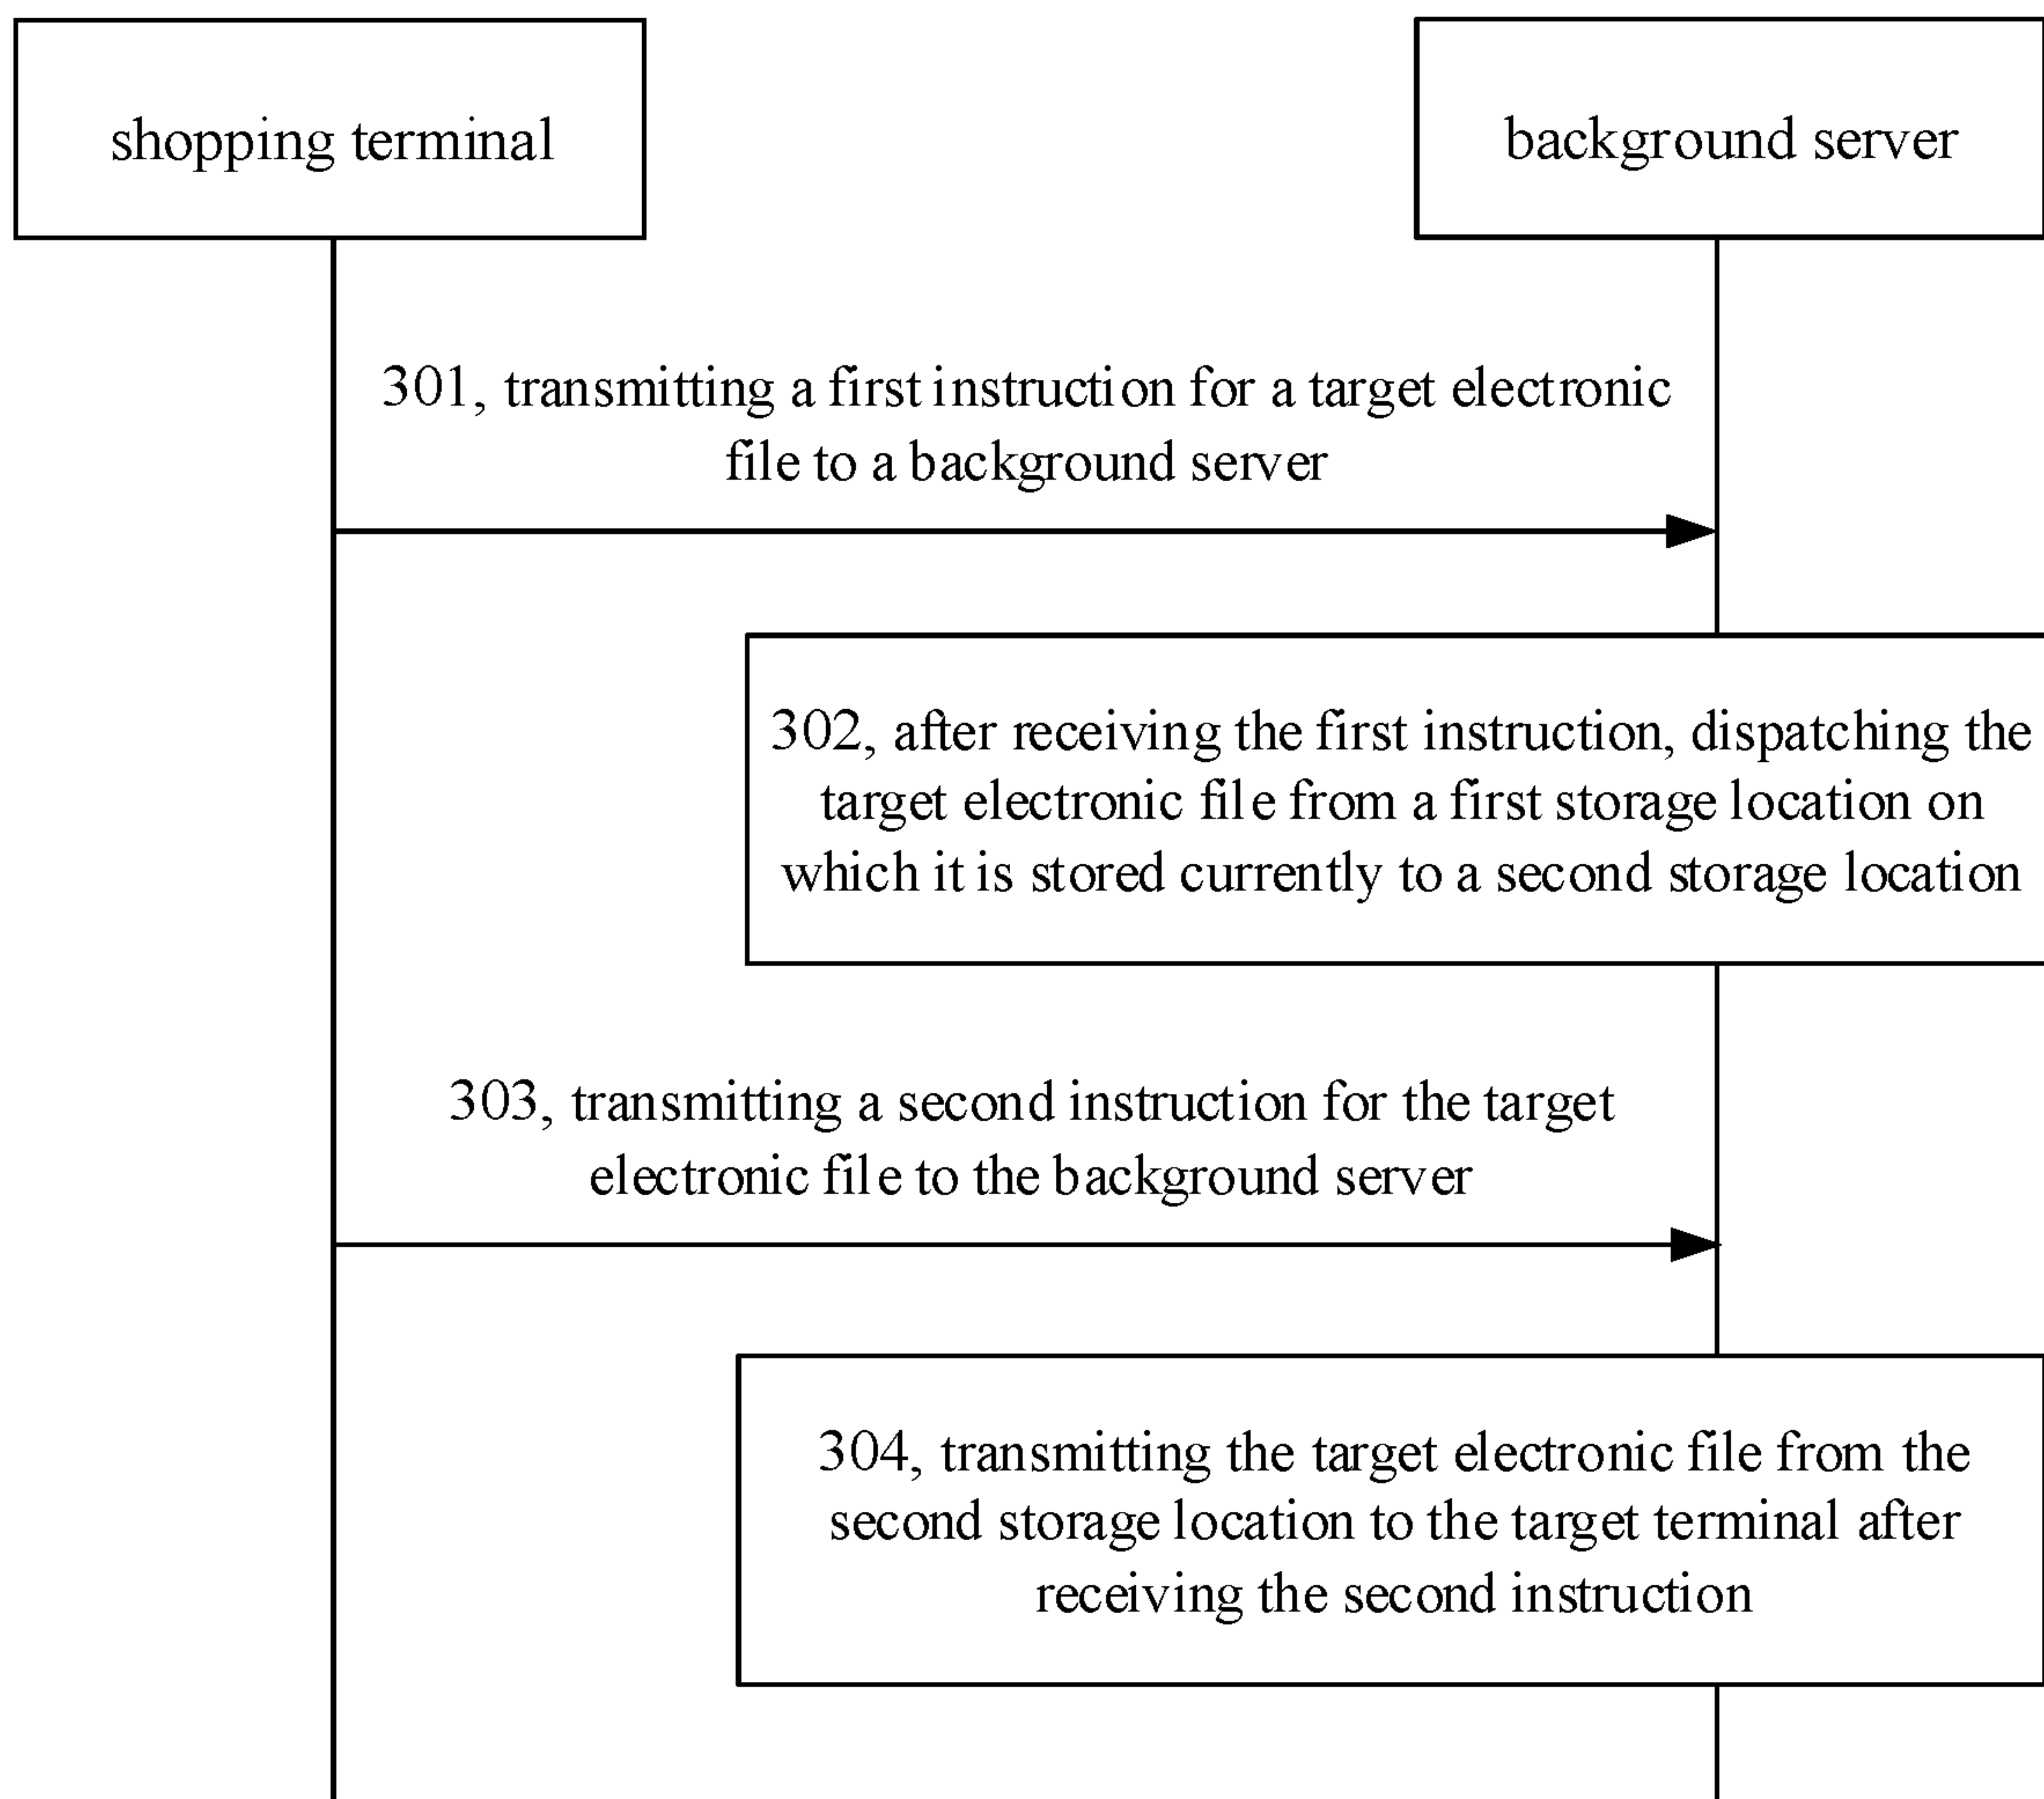 shopping terminal
background server
301, transmitting a first instruction for a target electronic
file to a background server
302, after receiving the first instruction, dispatching the
target electronic file from a first storage location on
which it is stored currently to a second storage location
303, transmitting a second instruction for the target
electronic file to the background server
304, transmitting the target electronic file from the
second storage location to the target terminal after
receiving the second instruction